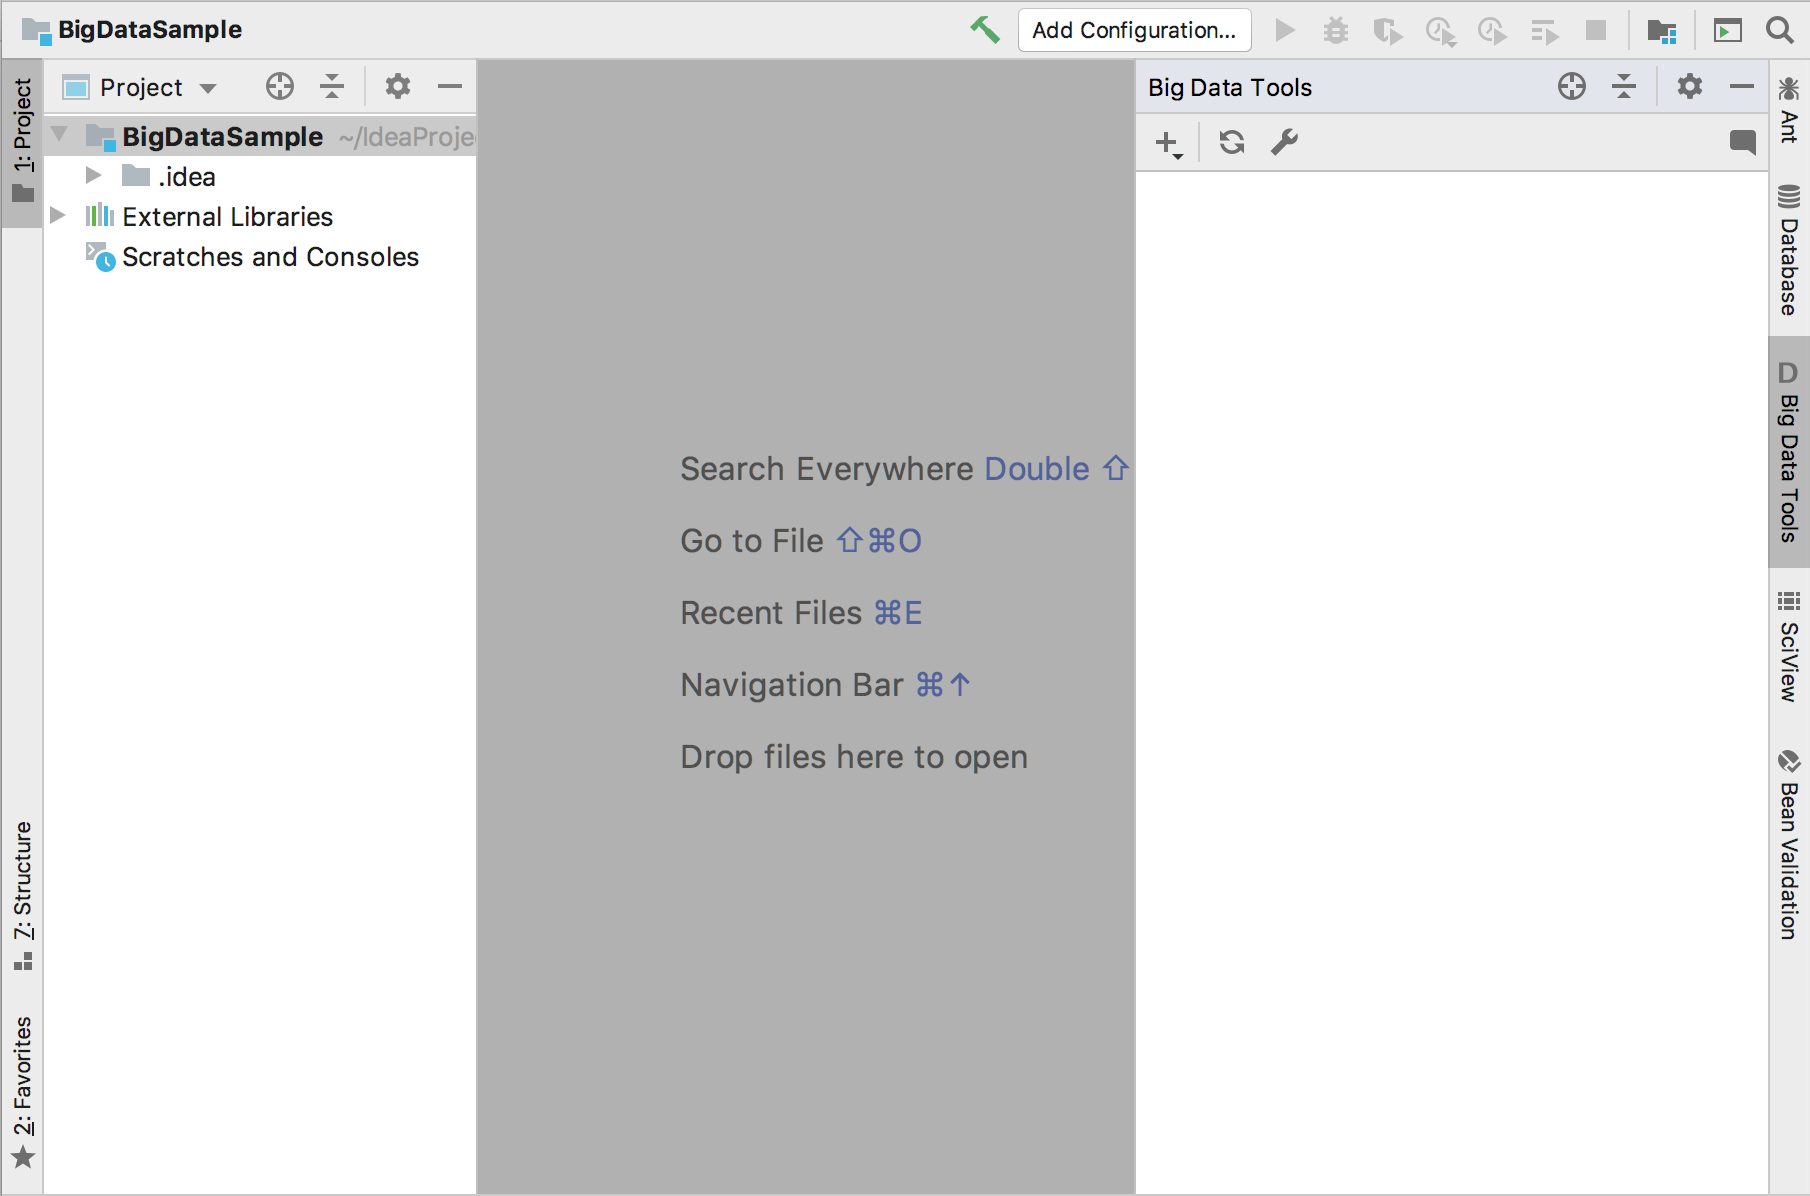 BigDataSample
Add Configuration...
1: Project
Project
BigDataSample ~/IdeaProje
.idea
External Libraries
Scratches and Consoles
7: Structure
2: Favorites
Search Everywhere Double ⇧
Go to File ⇧⌘O
Recent Files ⌘E
Navigation Bar ⌘↑
Drop files here to open
Big Data Tools
Ant
Database
D Big Data Tools
SciView
Bean Validation